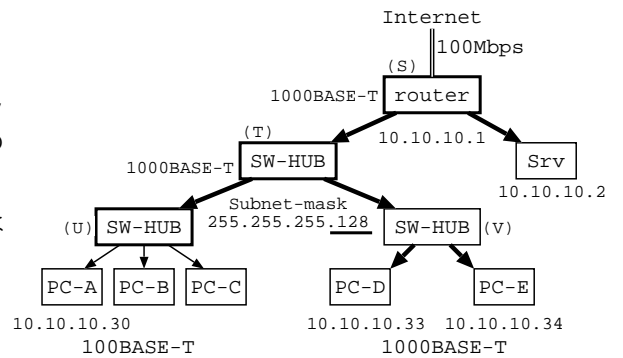 Internet
100Mbps
(S)
1000BASE-T router
(T) 10.10.10.1
1000BASE-T SW-HUB Srv
10.10.10.2
Subnet-mask
(U) SW-HUB 255.255.255.128 SW-HUB (V)
PC-A PC-B PC-C PC-D PC-E
10.10.10.30 10.10.10.33 10.10.10.34
100BASE-T 1000BASE-T